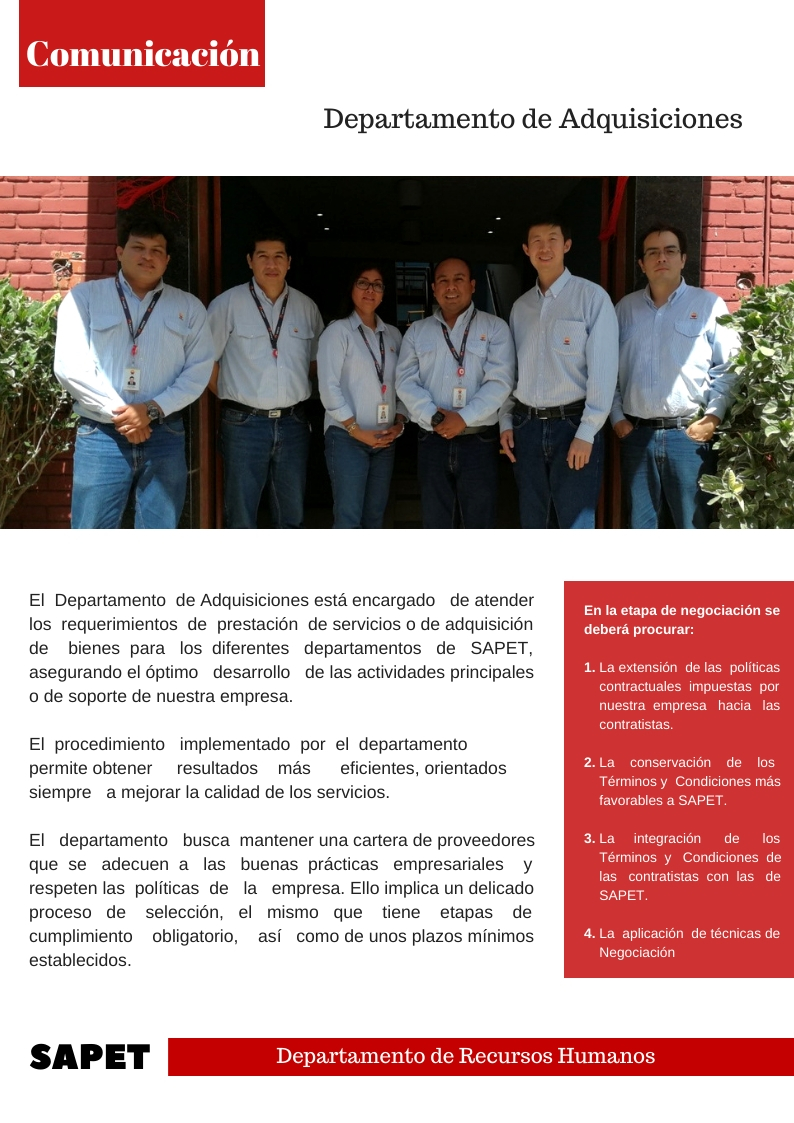 Comunicación
Departamento de Adquisiciones
El Departamento de Adquisiciones está encargado de atender
los requerimientos de prestación de servicios o de adquisición
de bienes para los diferentes departamentos de SAPET,
asegurando el óptimo desarrollo de las actividades principales
o de soporte de nuestra empresa.
El procedimiento implementado por el departamento
permite obtener resultados más eficientes, orientados
siempre a mejorar la calidad de los servicios.
El departamento busca mantener una cartera de proveedores
que se adecuen a las buenas prácticas empresariales y
respeten las políticas de la empresa. Ello implica un delicado
proceso de selección, el mismo que tiene etapas de
cumplimiento obligatorio, así como de unos plazos mínimos
establecidos.
En la etapa de negociación se
deberá procurar:
1. La extensión de las políticas
contractuales impuestas por
nuestra empresa hacia las
contratistas.
2. La conservación de los
Términos y Condiciones más
favorables a SAPET.
3. La integración de los
Términos y Condiciones de
las contratistas con las de
SAPET.
4. La aplicación de técnicas de
Negociación
SAPET
Departamento de Recursos Humanos